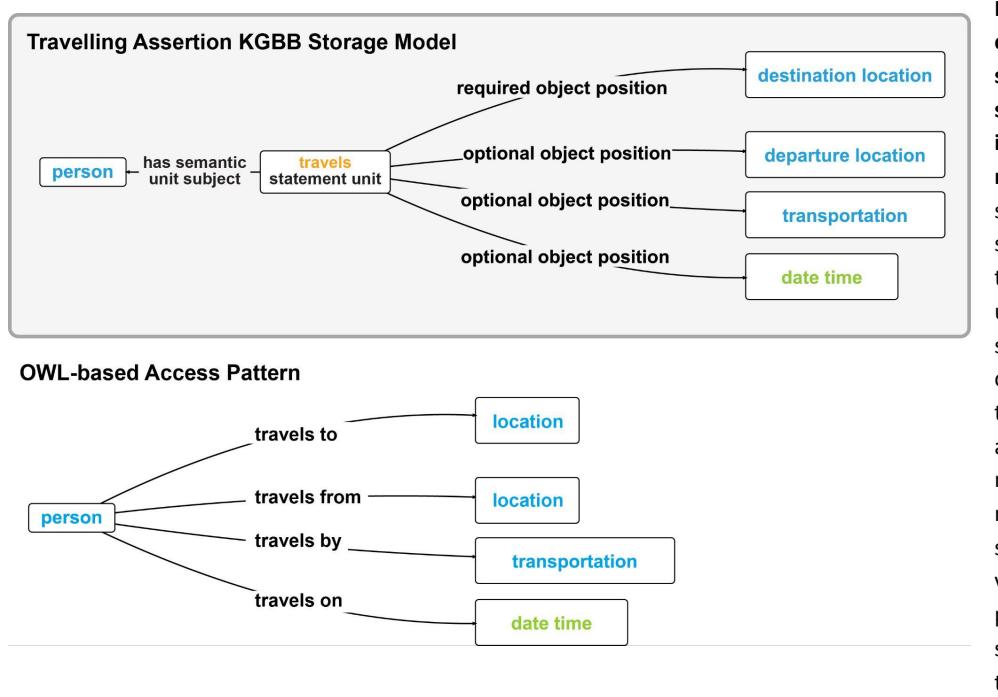 Travelling Assertion KGBB Storage Model
required object position
destination location
person
has semantic
unit subject
travels
statement unit
optional object position
departure location
optional object position
transportation
optional object position
date time
OWL-based Access Pattern
travels to
location
person
travels from
location
travels by
transportation
travels on
date time